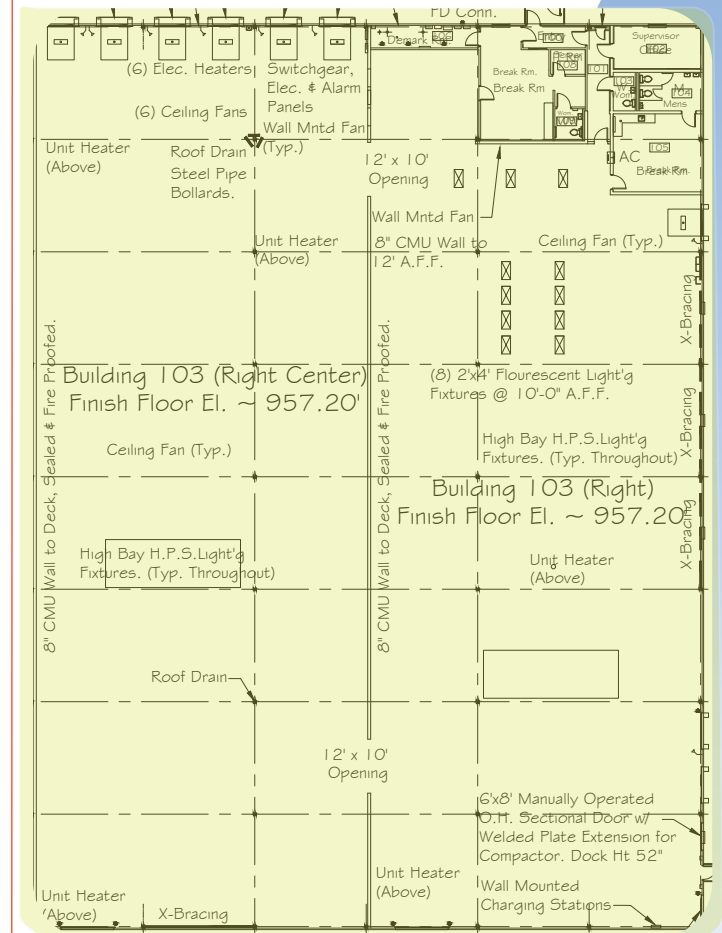 FD Conn.
Demark Rm.
Entry
100
Supervisor
Office
102
(6) Elec. Heaters
Switchgear,
Elec. & Alarm
Panels
Break Rm.
Break Rm
101
103
104
Mens
(6) Ceiling Fans
Wall Mntd Fan
(Typ.)
Unit Heater
(Above)
Roof Drain
Steel Pipe
Bollards.
12' x 10'
Opening
AC
105
Break Rm.
Wall Mntd Fan
Unit Heater
(Above)
8" CMU Wall to
12' A.F.F.
Ceiling Fan (Typ.)
X-Bracing
8" CMU Wall to Deck, Sealed & Fire Proofed.
8" CMU Wall to Deck, Sealed & Fire Proofed.
Building 103 (Right Center)
Finish Floor El. ~ 957.20'
(8) 2'x4' Flourescent Light'g
Fixtures @ 10'-0" A.F.F.
X-Bracing
Ceiling Fan (Typ.)
High Bay H.P.S.Light'g
Fixtures. (Typ. Throughout)
Building 103 (Right)
Finish Floor El. ~ 957.20'
X-Bracing
High Bay H.P.S.Light'g
Fixtures. (Typ. Throughout)
Unit Heater
(Above)
Roof Drain
12' x 10'
Opening
6'x8' Manually Operated
O.H. Sectional Door w/
Welded Plate Extension for
Compactor. Dock Ht 52"
Unit Heater
(Above)
Wall Mounted
Charging Stations
Unit Heater
(Above)
X-Bracing